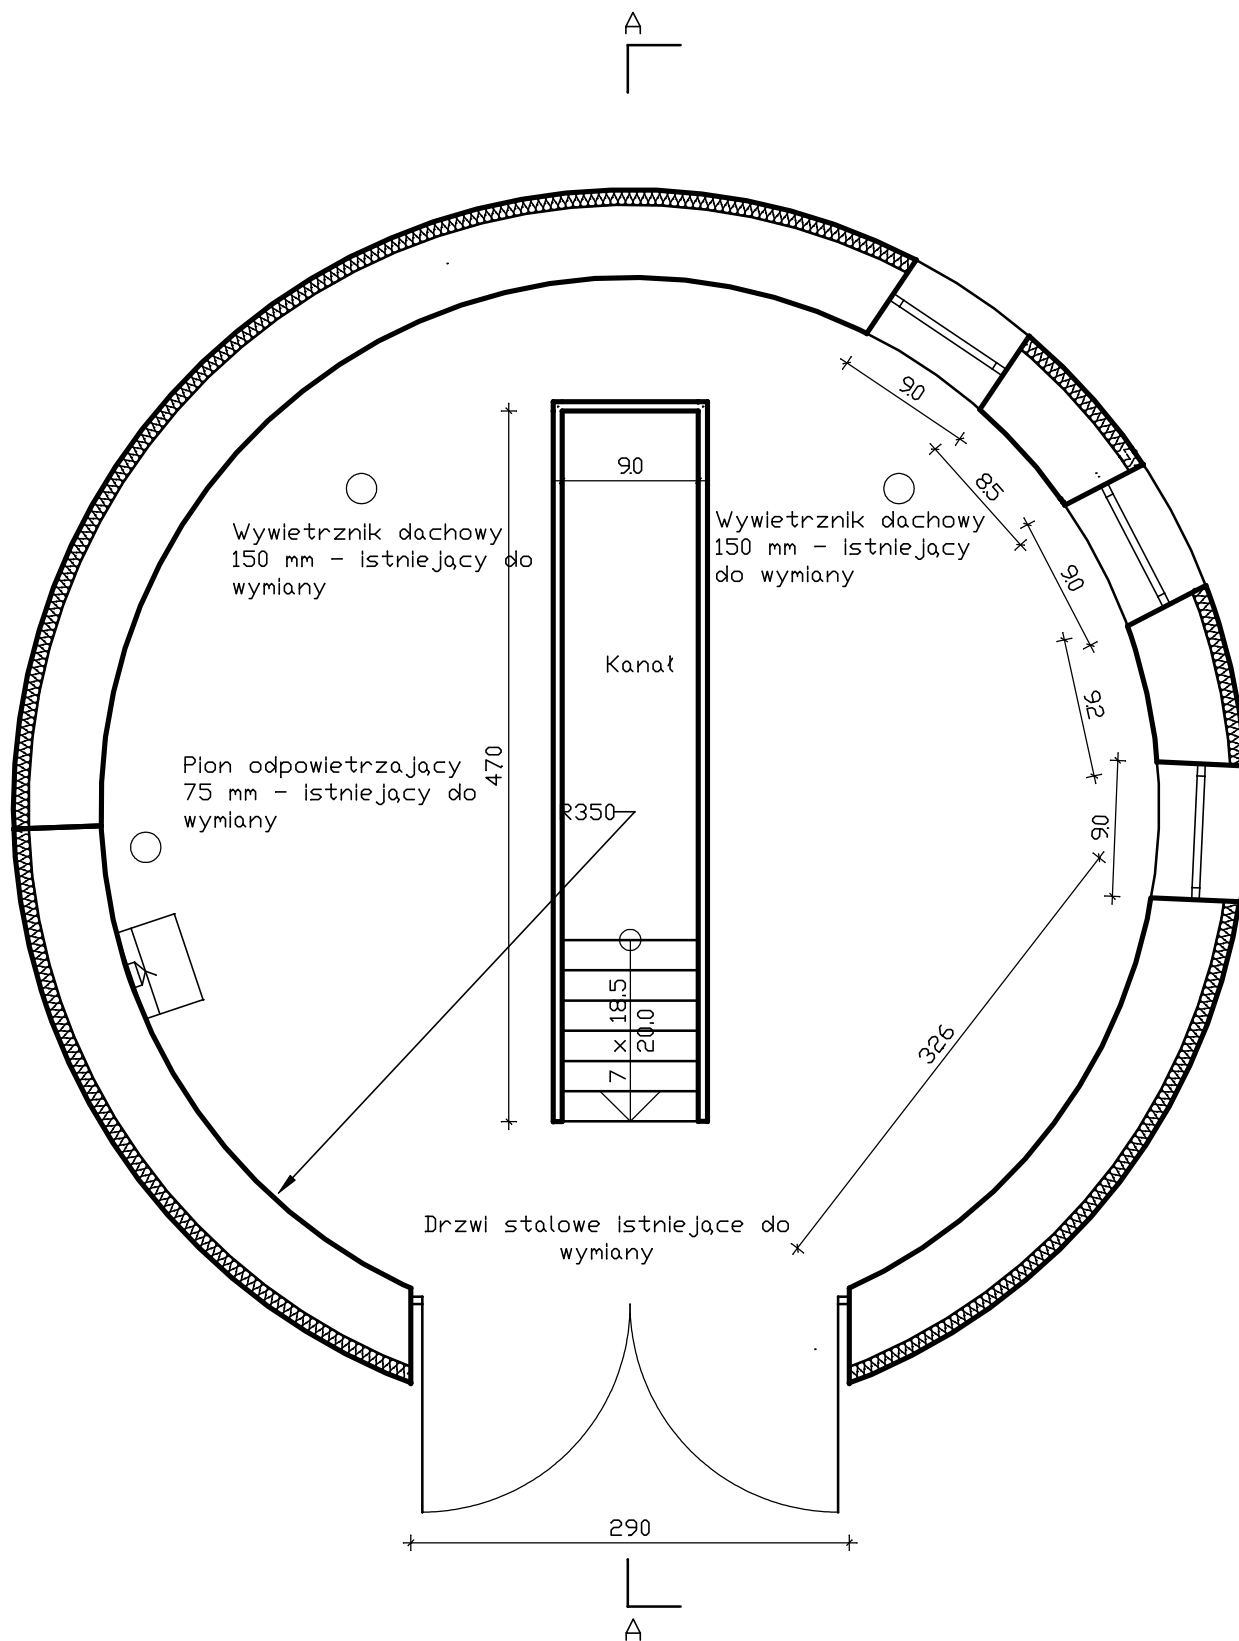 A
90
85
90
92
90
326
90
Wywietrznik dachowy
150 mm - istniejący do
wymiany
Wywietrznik dachowy
150 mm - istniejący
do wymiany
Kanał
470
Pion odpowietrzający
75 mm - istniejący do
wymiany
R350
7 x 18.5
20.0
Drzwi stalowe istniejące do
wymiany
290
A